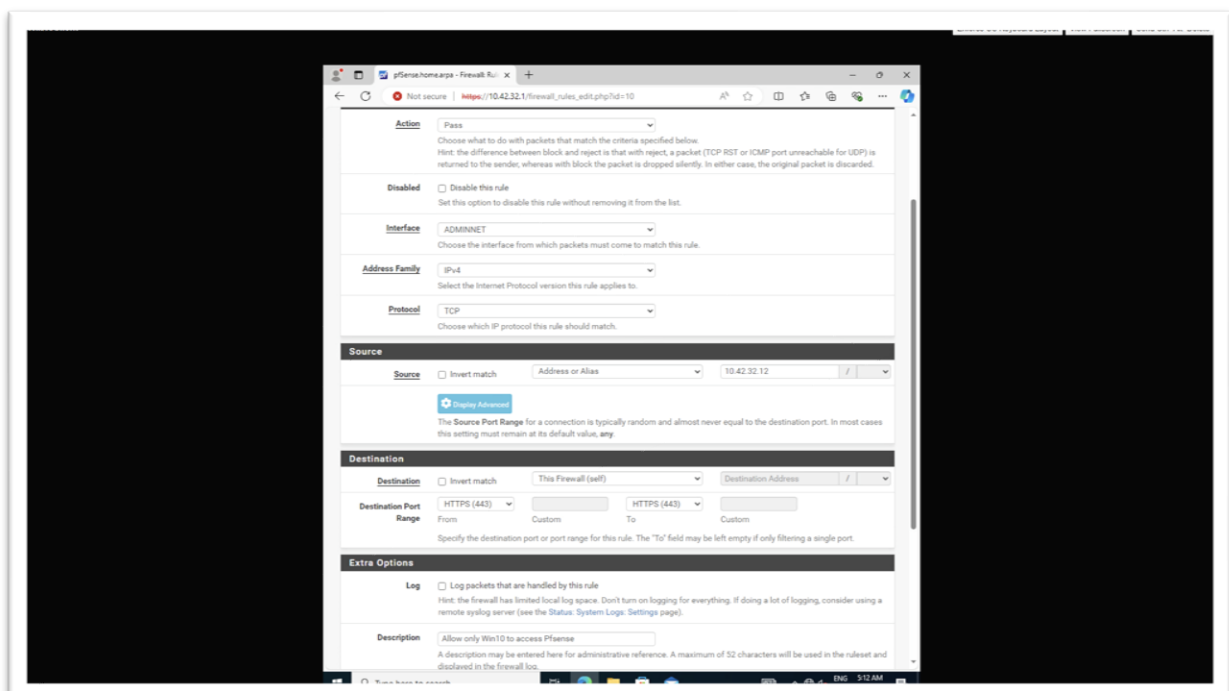 pfSense.home.arpa - Firewall: Rul
Not secure | https://10.42.32.1/firewall_rules_edit.php?id=10
Action Pass
Choose what to do with packets that match the criteria specified below.
Hint: the difference between block and reject is that with reject, a packet (TCP RST or ICMP port unreachable for UDP) is
returned to the sender, whereas with block the packet is dropped silently. In either case, the original packet is discarded.
Disabled Disable this rule
Set this option to disable this rule without removing it from the list.
Interface ADMINNET
Choose the interface from which packets must come to match this rule.
Address Family IPv4
Select the Internet Protocol version this rule applies to.
Protocol TCP
Choose which IP protocol this rule should match.
Source
Source Invert match Address or Alias 10.42.32.12 /
Display Advanced
The Source Port Range for a connection is typically random and almost never equal to the destination port. In most cases
this setting must remain at its default value, any.
Destination
Destination Invert match This Firewall (self) Destination Address /
Destination Port Range HTTPS (443) HTTPS (443)
From Custom To Custom
Specify the destination port or port range for this rule. The "To" field may be left empty if only filtering a single port.
Extra Options
Log Log packets that are handled by this rule
Hint: the firewall has limited local log space. Don't turn on logging for everything. If doing a lot of logging, consider using a
remote syslog server (see the Status: System Logs: Settings page).
Description Allow only Win10 to access Pfsense
A description may be entered here for administrative reference. A maximum of 52 characters will be used in the ruleset and
displayed in the firewall log.
Type here to search ENG 5:12 AM